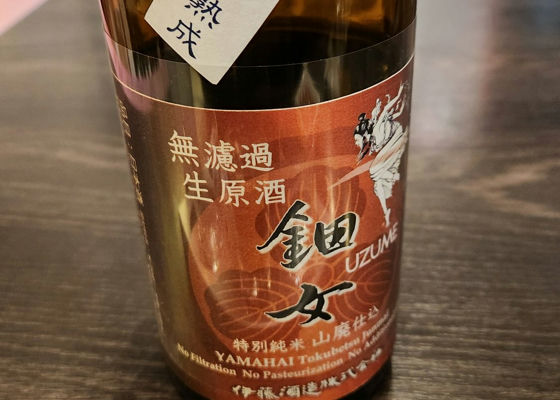 熟成
無濾過
生原酒
鈿女
UZUME
特別純米 山廃仕込
YAMAHAI Tokubetsu Junmai
No Filtration No Pasteurization No
伊藤酒造株式会社